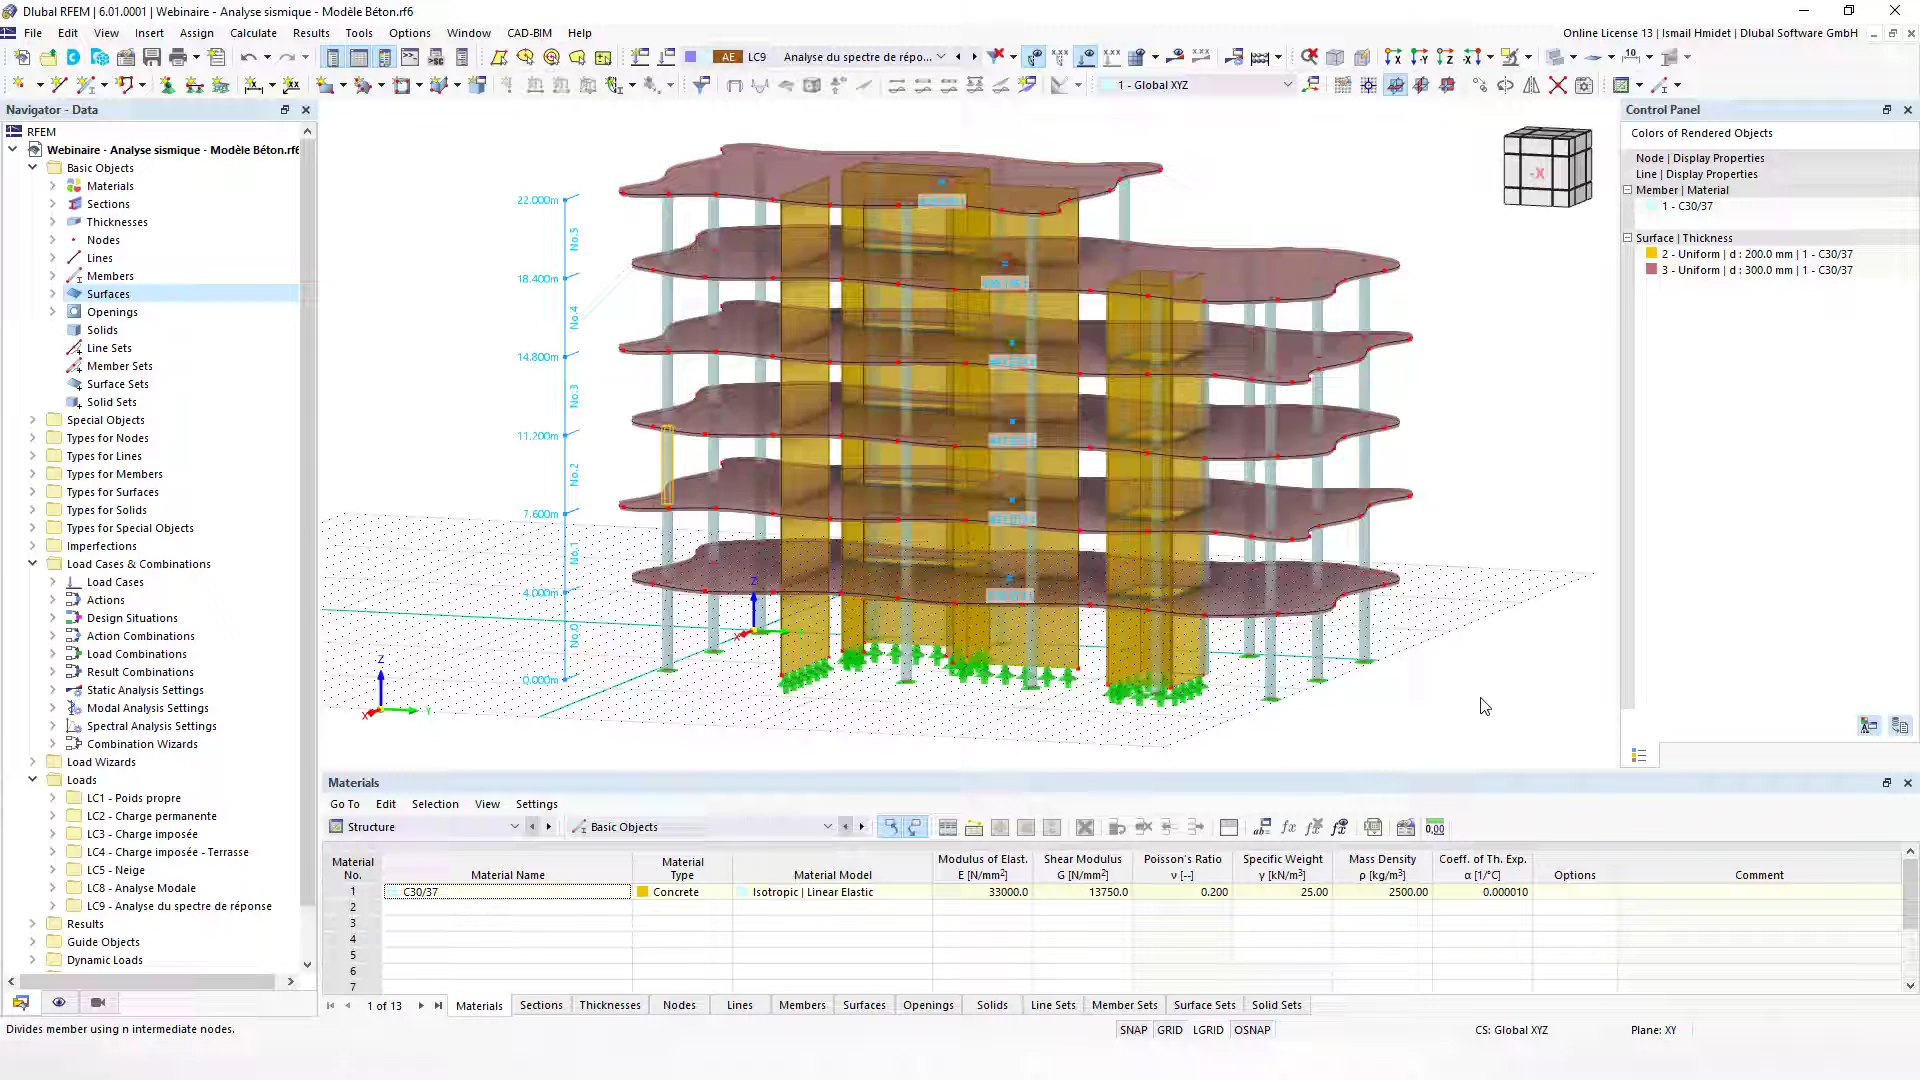 Dlubal RFEM | 6.01.0001 | Webinaire - Analyse sismique - Modèle Béton.rf6
File Edit View Insert Assign Calculate Results Tools Options Window CAD-BIM Help
Online License 13 | Ismail Hmidet | Dlubal Software GmbH
AE LC9 Analyse du spectre de répo...
1 - Global XYZ
Navigator - Data
RFEM
Webinaire - Analyse sismique - Modèle Béton.rf6
Basic Objects
Materials
Sections
Thicknesses
Nodes
Lines
Members
Surfaces
Openings
Solids
Line Sets
Member Sets
Surface Sets
Solid Sets
Special Objects
Types for Nodes
Types for Lines
Types for Members
Types for Surfaces
Types for Solids
Types for Special Objects
Imperfections
Load Cases & Combinations
Load Cases
Actions
Design Situations
Action Combinations
Load Combinations
Result Combinations
Static Analysis Settings
Modal Analysis Settings
Spectral Analysis Settings
Combination Wizards
Load Wizards
Loads
LC1 - Poids propre
LC2 - Charge permanente
LC3 - Charge imposée
LC4 - Charge imposée - Terrasse
LC5 - Neige
LC8 - Analyse Modale
LC9 - Analyse du spectre de réponse
Results
Guide Objects
Dynamic Loads
22.000m
No.5
18.400m
No.4
14.800m
No.3
11.200m
No.2
7.600m
No.1
4.000m
No.0
0.000m
Z
X
Z
X
Y
-X
Control Panel
Colors of Rendered Objects
Node | Display Properties
Line | Display Properties
Member | Material
1 - C30/37
Surface | Thickness
2 - Uniform | d : 200.0 mm | 1 - C30/37
3 - Uniform | d : 300.0 mm | 1 - C30/37
Materials
Go To Edit Selection View Settings
Structure
Basic Objects
0,00
Material No. Material Name Material Type Material Model Modulus of Elast. E [N/mm²] Shear Modulus G [N/mm²] Poisson's Ratio ν [--] Specific Weight γ [kN/m³] Mass Density ρ [kg/m³] Coeff. of Th. Exp. α [1/°C] Options Comment
1 C30/37 Concrete Isotropic | Linear Elastic 33000.0 13750.0 0.200 25.00 2500.00 0.000010
2
3
4
5
6
7
1 of 13 Materials Sections Thicknesses Nodes Lines Members Surfaces Openings Solids Line Sets Member Sets Surface Sets Solid Sets
Divides member using n intermediate nodes.
SNAP GRID LGRID OSNAP
CS: Global XYZ
Plane: XY